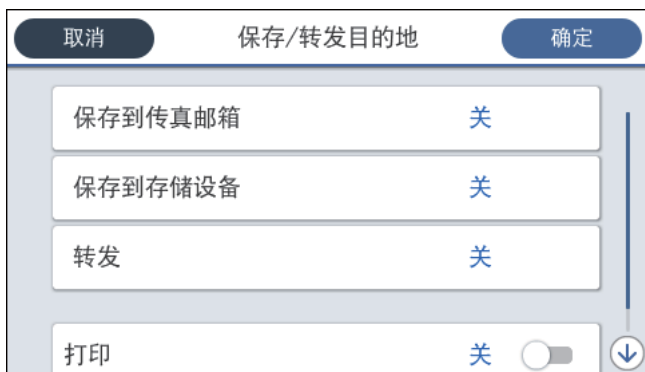 取消 保存/转发目的地 确定
保存到传真邮箱 关
保存到存储设备 关
转发 关
打印 关